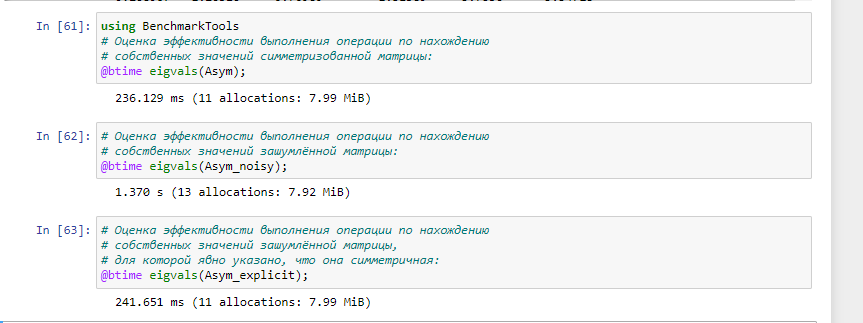 In [61]: using BenchmarkTools
# Оценка эффективности выполнения операции по нахождению
# собственных значений симметризованной матрицы:
@btime eigvals(Asym);
236.129 ms (11 allocations: 7.99 MiB)
In [62]: # Оценка эффективности выполнения операции по нахождению
# собственных значений зашумлённой матрицы:
@btime eigvals(Asym_noisy);
1.370 s (13 allocations: 7.92 MiB)
In [63]: # Оценка эффективности выполнения операции по нахождению
# собственных значений зашумлённой матрицы,
# для которой явно указано, что она симметричная:
@btime eigvals(Asym_explicit);
241.651 ms (11 allocations: 7.99 MiB)